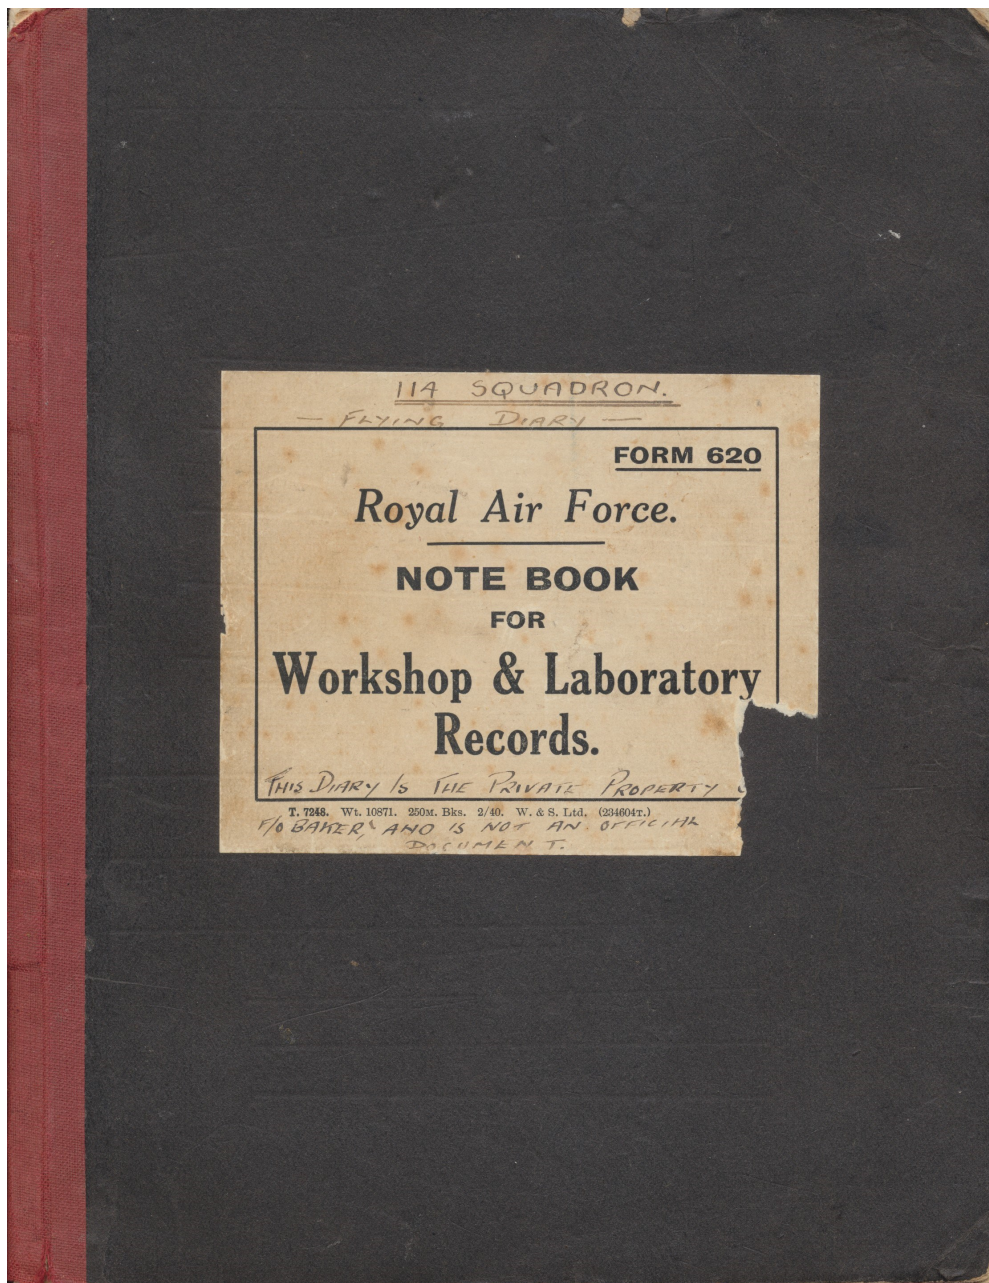 114 SQUADRON.
— FLYING DIARY —
FORM 620
Royal Air Force.
NOTE BOOK
FOR
Workshop & Laboratory
Records.
THIS DIARY IS THE PRIVATE PROPERTY
T. 7248. Wt. 10871. 250M. Bks. 2/40. W. & S. Ltd. (234604T.)
F/O BAKER, AND IS NOT AN OFFICIAL
DOCUMENT.